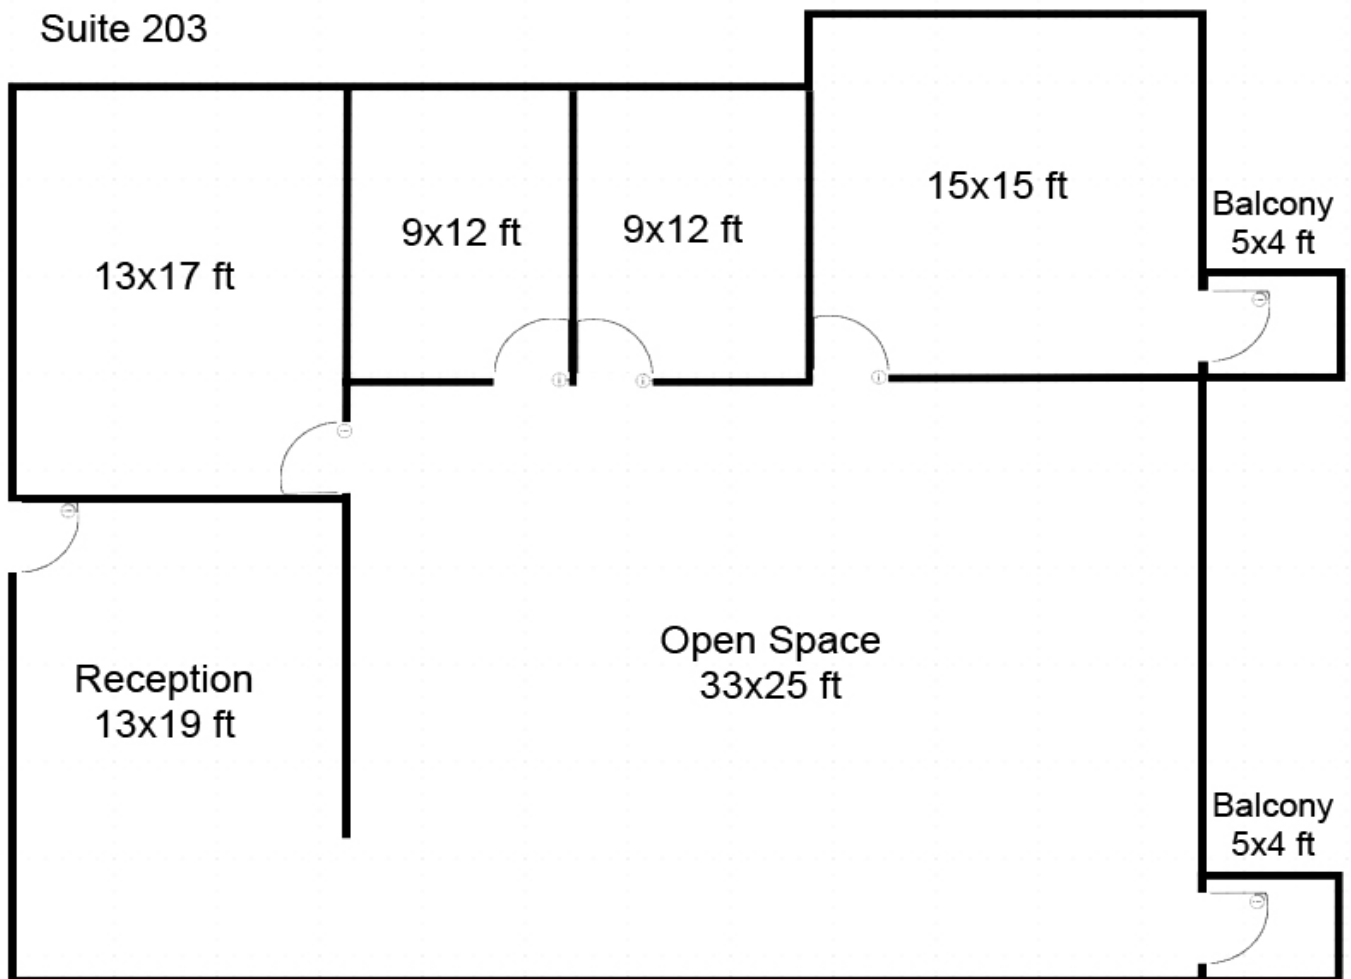 Suite 203
15x15 ft
Balcony
5x4 ft
9x12 ft
9x12 ft
13x17 ft
Open Space
33x25 ft
Reception
13x19 ft
Balcony
5x4 ft